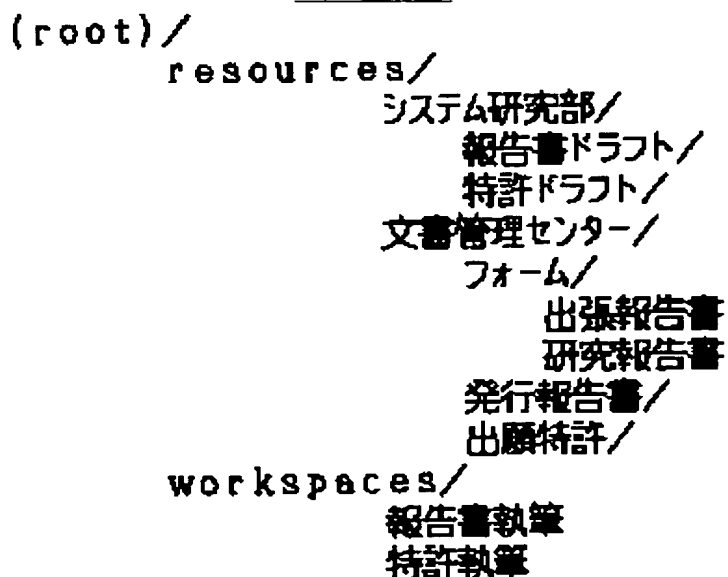 (root)/
resources/
システム研究部/
報告書ドラフト/
特許ドラフト/
文書管理センター/
フォーム/
出張報告書
研究報告書
発行報告書/
出願特許/
workspaces/
報告書執筆
特許執筆